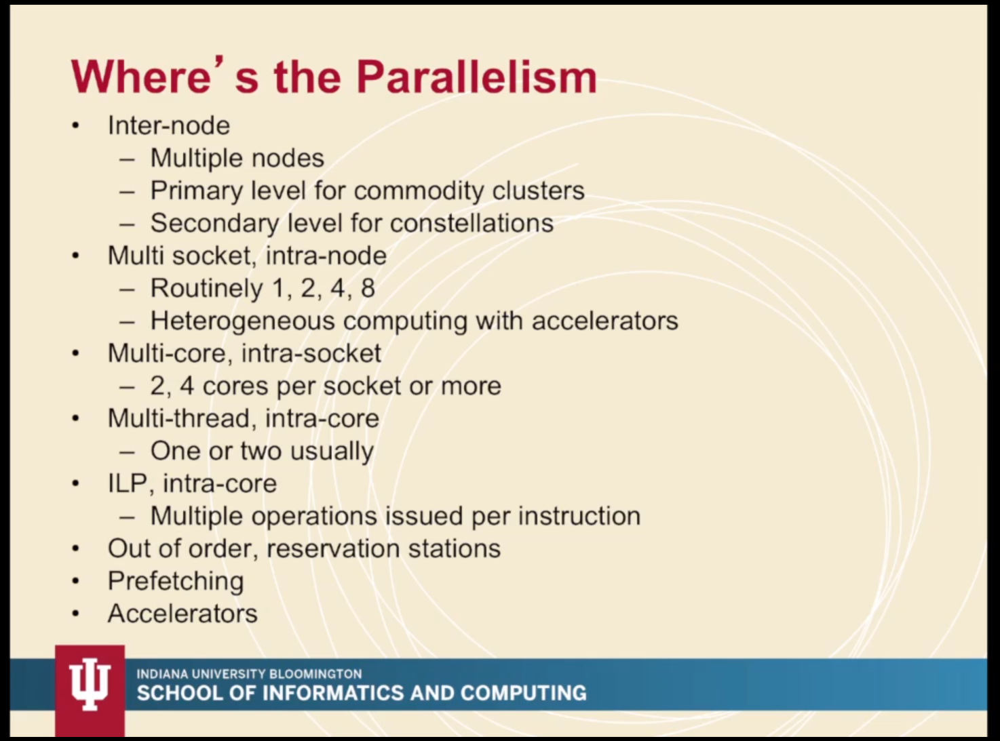 Where's the Parallelism
• Inter-node
– Multiple nodes
– Primary level for commodity clusters
– Secondary level for constellations
• Multi socket, intra-node
– Routinely 1, 2, 4, 8
– Heterogeneous computing with accelerators
• Multi-core, intra-socket
– 2, 4 cores per socket or more
• Multi-thread, intra-core
– One or two usually
• ILP, intra-core
– Multiple operations issued per instruction
• Out of order, reservation stations
• Prefetching
• Accelerators
INDIANA UNIVERSITY BLOOMINGTON
SCHOOL OF INFORMATICS AND COMPUTING